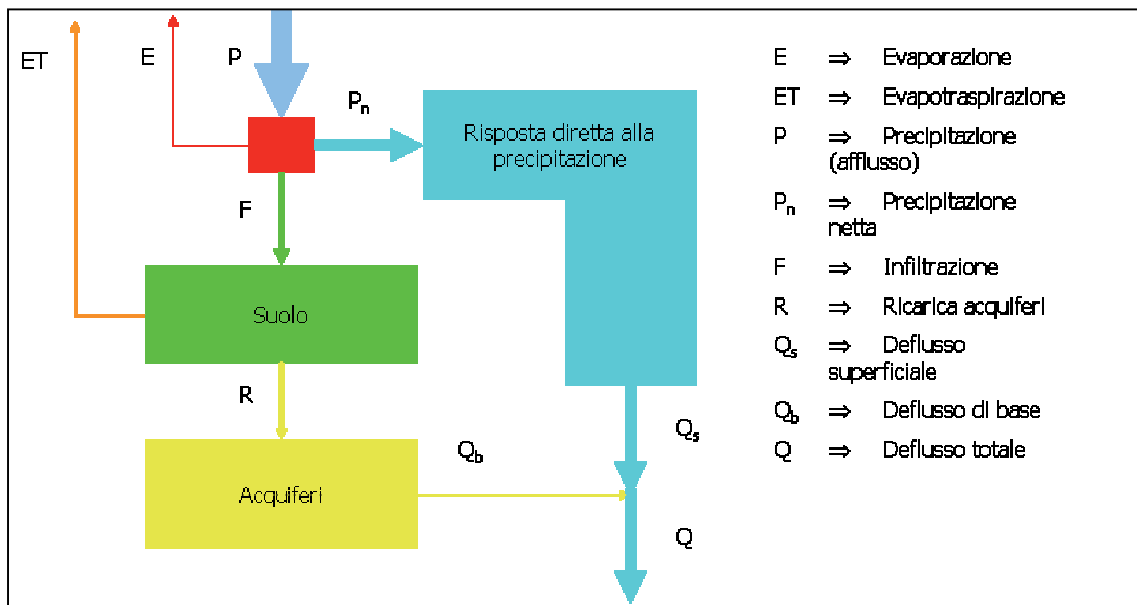 ET
E
P
Pn
Risposta diretta alla
precipitazione
F
Suolo
R
Acquiferi
Qb
Qs
Q
E ⇒ Evaporazione
ET ⇒ Evapotraspirazione
P ⇒ Precipitazione
(afflusso)
Pn ⇒ Precipitazione
netta
F ⇒ Infiltrazione
R ⇒ Ricarica acquiferi
Qs ⇒ Deflusso
superficiale
Qb ⇒ Deflusso di base
Q ⇒ Deflusso totale